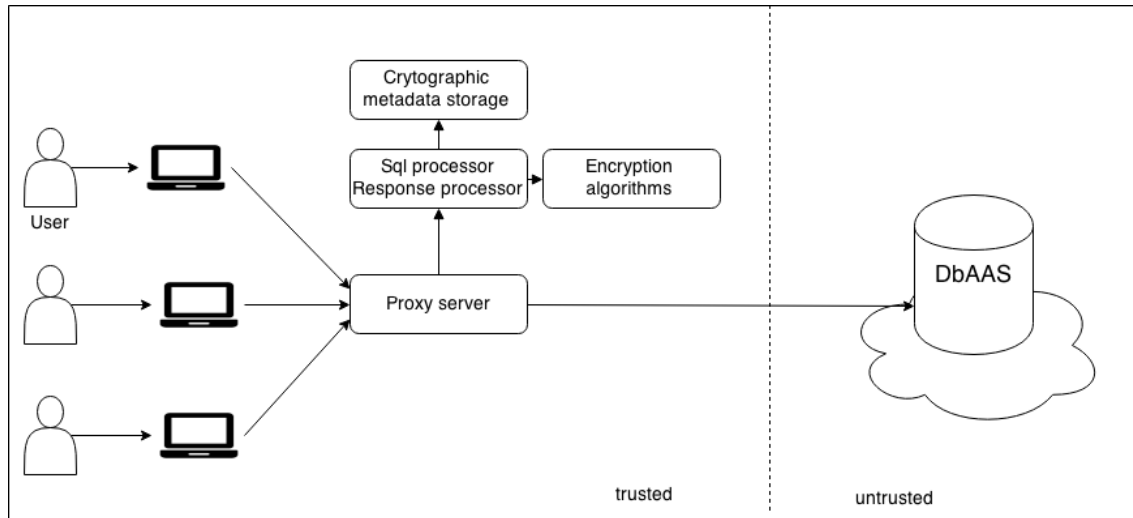 Crytographic
metadata storage
Sql processor
Response processor
Encryption
algorithms
User
Proxy server
DbAAS
trusted
untrusted